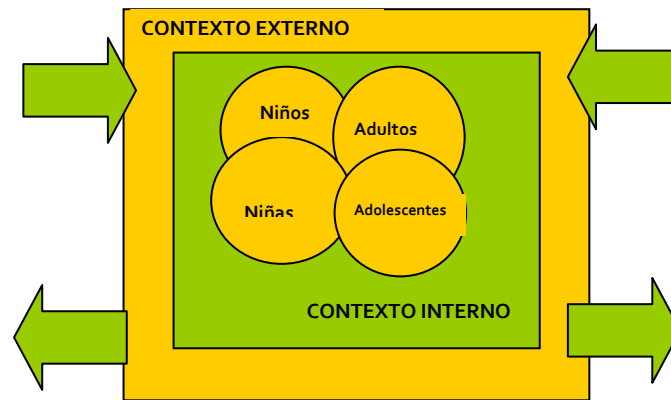 CONTEXTO EXTERNO
Niños
Adultos
Niñas
Adolescentes
CONTEXTO INTERNO